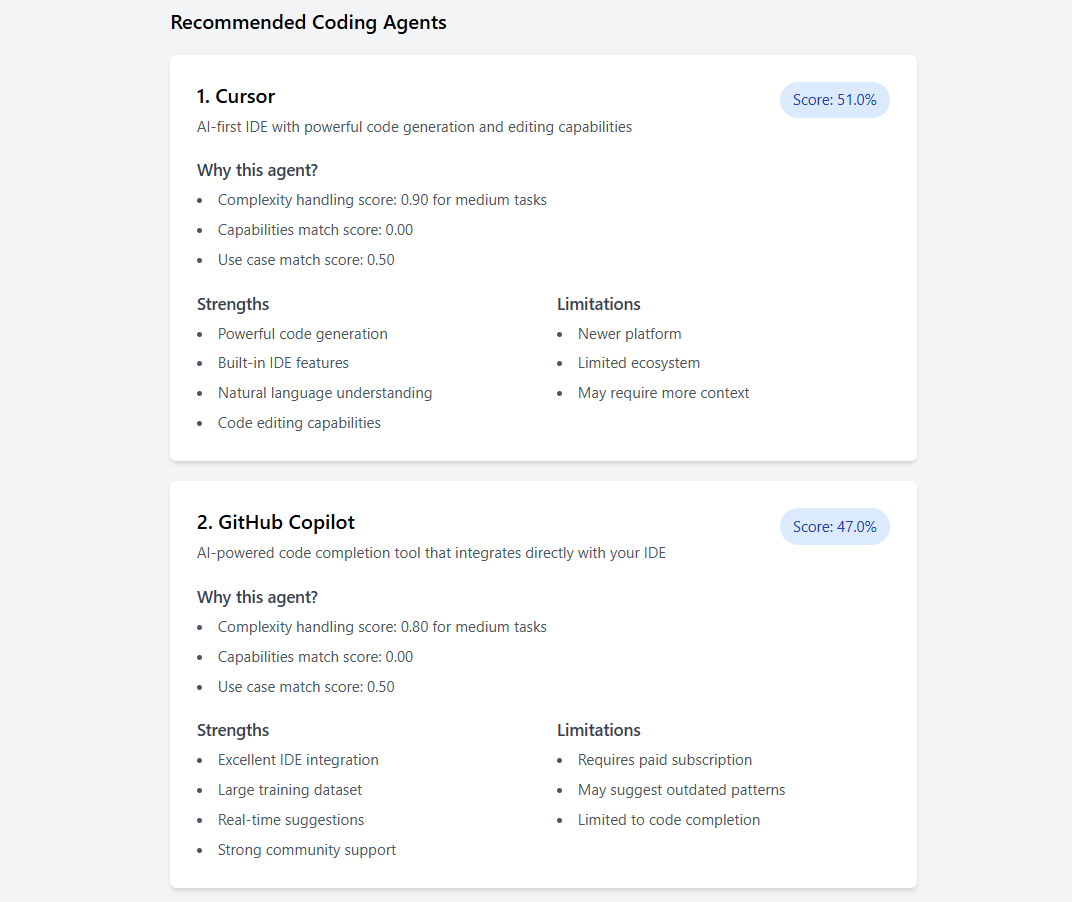 Recommended Coding Agents
1. Cursor
Score: 51.0%
AI-first IDE with powerful code generation and editing capabilities
Why this agent?
Complexity handling score: 0.90 for medium tasks
Capabilities match score: 0.00
Use case match score: 0.50
Strengths
Powerful code generation
Built-in IDE features
Natural language understanding
Code editing capabilities
Limitations
Newer platform
Limited ecosystem
May require more context
2. GitHub Copilot
Score: 47.0%
AI-powered code completion tool that integrates directly with your IDE
Why this agent?
Complexity handling score: 0.80 for medium tasks
Capabilities match score: 0.00
Use case match score: 0.50
Strengths
Excellent IDE integration
Large training dataset
Real-time suggestions
Strong community support
Limitations
Requires paid subscription
May suggest outdated patterns
Limited to code completion